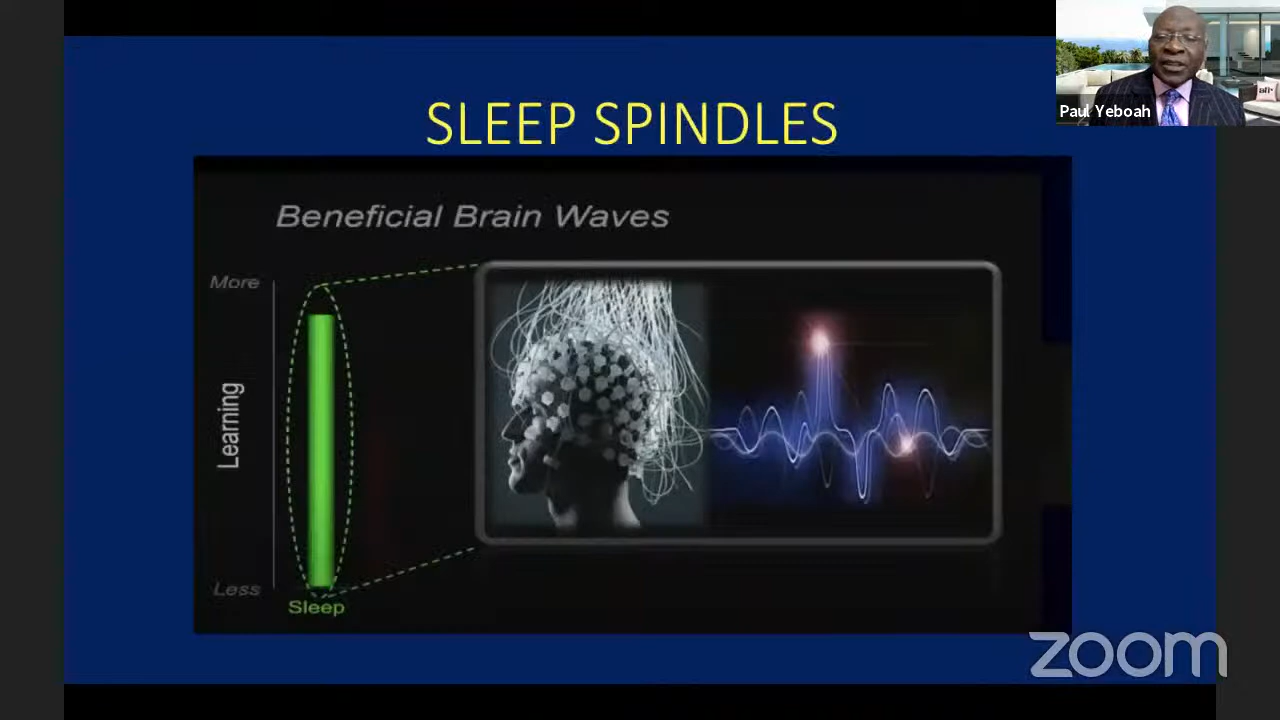 SLEEP SPINDLES
Paul Yeboah
Beneficial Brain Waves
More
Learning
Less
Sleep
zoom